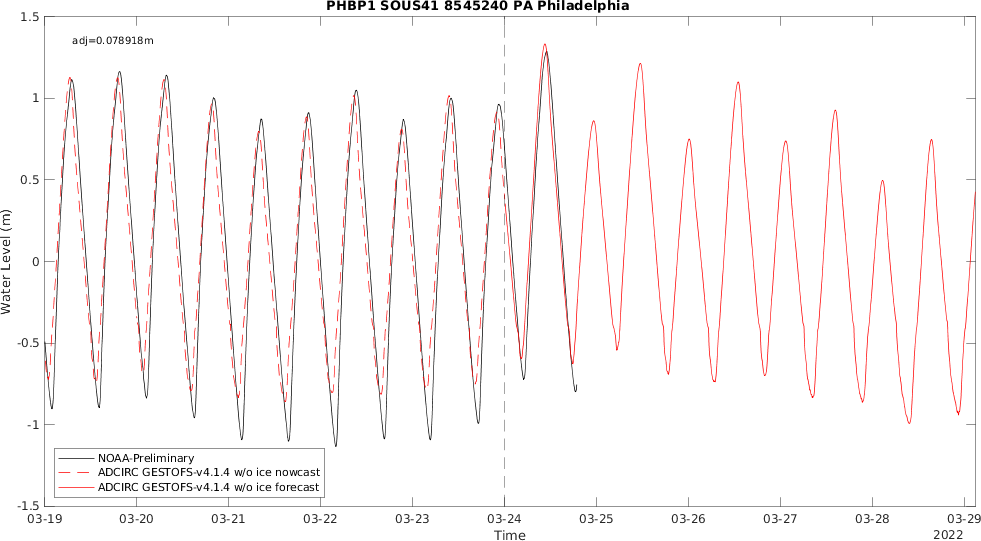 PHBP1 SOUS41 8545240 PA Philadelphia
1.5
adj=0.078918m
1
0.5
0
-0.5
-1
-1.5
Water Level (m)
NOAA-Preliminary
ADCIRC GESTOFS-v4.1.4 w/o ice nowcast
ADCIRC GESTOFS-v4.1.4 w/o ice forecast
03-19 03-20 03-21 03-22 03-23 03-24 03-25 03-26 03-27 03-28 03-29
Time
2022